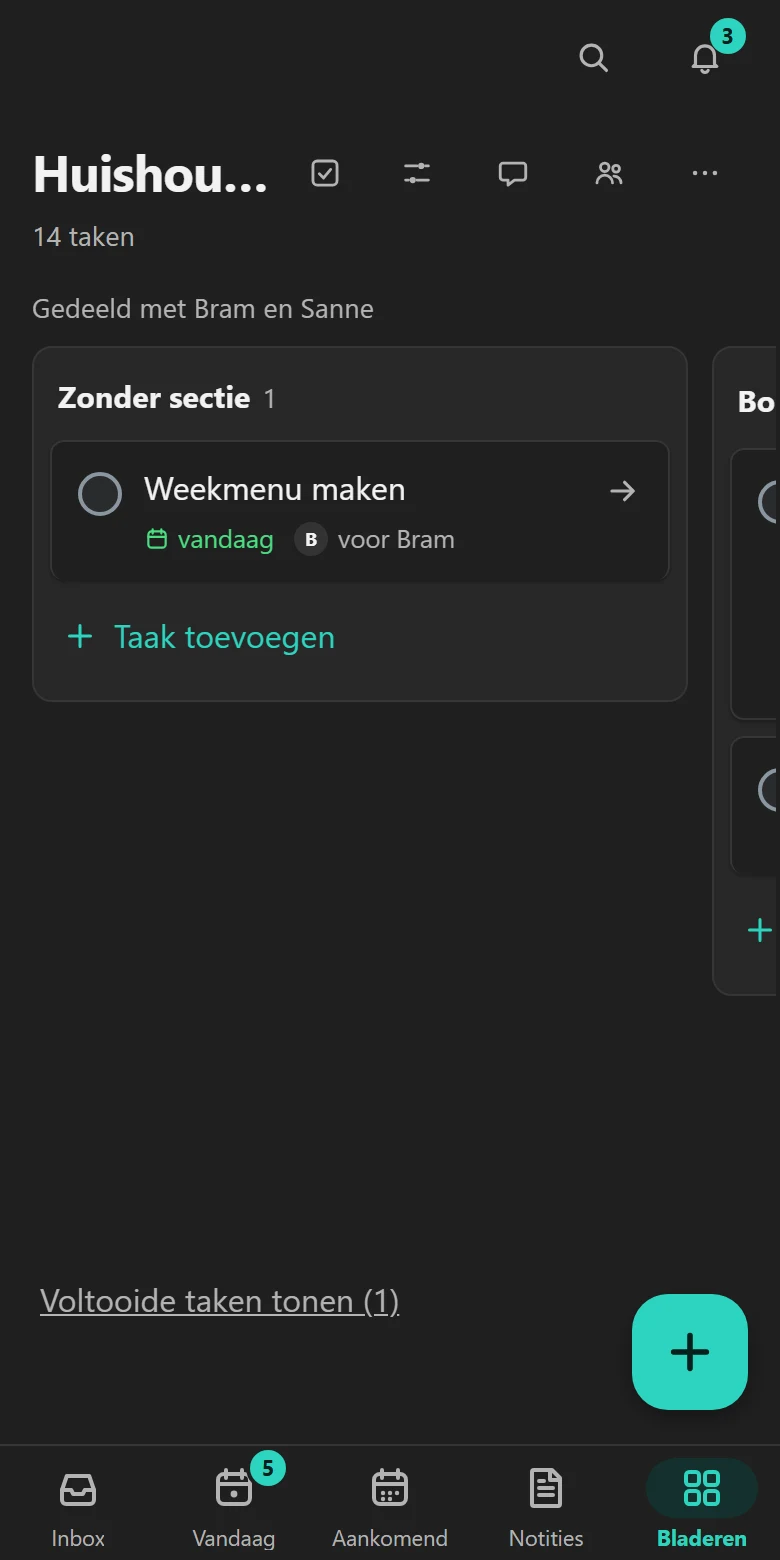 3
Huishou...
14 taken
Gedeeld met Bram en Sanne
Zonder sectie 1
Bo
Weekmenu maken
vandaag B voor Bram
Taak toevoegen
Voltooide taken tonen (1)
5
Inbox
Vandaag
Aankomend
Notities
Bladeren